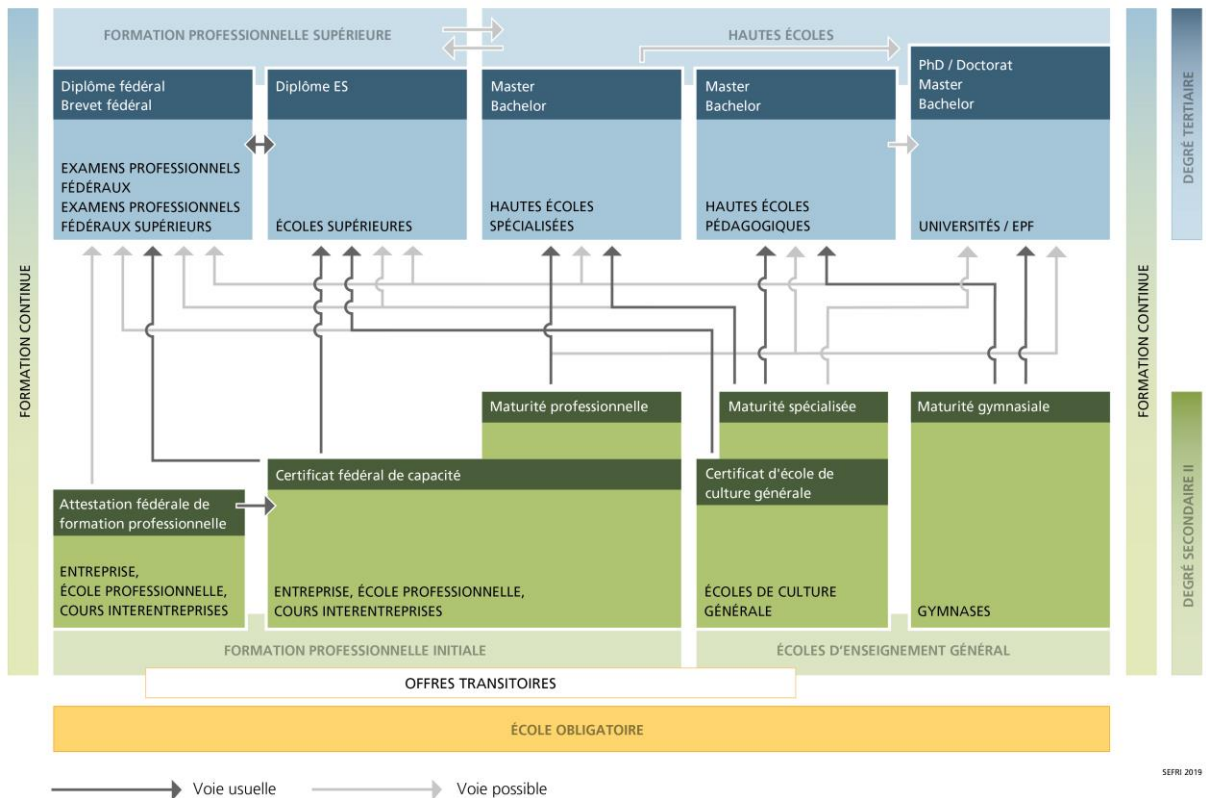 FORMATION PROFESSIONNELLE SUPÉRIEURE
HAUTES ÉCOLES
Diplôme fédéral
Brevet fédéral
Diplôme ES
Master
Bachelor
Master
Bachelor
PhD / Doctorat
Master
Bachelor
EXAMENS PROFESSIONNELS
FÉDÉRAUX
EXAMENS PROFESSIONNELS
FÉDÉRAUX SUPÉRIEURS
ÉCOLES SUPÉRIEURES
HAUTES ÉCOLES
SPÉCIALISÉES
HAUTES ÉCOLES
PÉDAGOGIQUES
UNIVERSITÉS / EPF
DEGRÉ TERTIAIRE
FORMATION CONTINUE
FORMATION CONTINUE
Maturité professionnelle
Maturité spécialisée
Maturité gymnasiale
Certificat fédéral de capacité
Certificat d'école de
culture générale
Attestation fédérale de
formation professionnelle
ENTREPRISE,
ÉCOLE PROFESSIONNELLE,
COURS INTERENTREPRISES
ENTREPRISE, ÉCOLE PROFESSIONNELLE,
COURS INTERENTREPRISES
ÉCOLES DE CULTURE
GÉNÉRALE
GYMNASES
DEGRÉ SECONDAIRE II
FORMATION PROFESSIONNELLE INITIALE
ÉCOLES D'ENSEIGNEMENT GÉNÉRAL
OFFRES TRANSITOIRES
ÉCOLE OBLIGATOIRE
SEFRI 2019
Voie usuelle
Voie possible